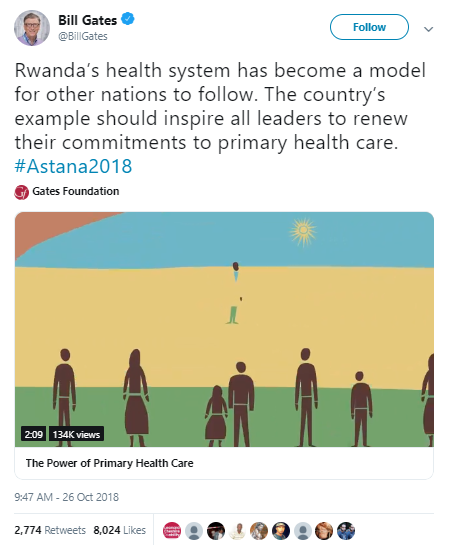 Bill Gates
@BillGates
Follow
Rwanda's health system has become a model
for other nations to follow. The country's
example should inspire all leaders to renew
their commitments to primary health care.
#Astana2018
Gates Foundation
2:09 134K views
The Power of Primary Health Care
9:47 AM - 26 Oct 2018
2,774 Retweets 8,024 Likes